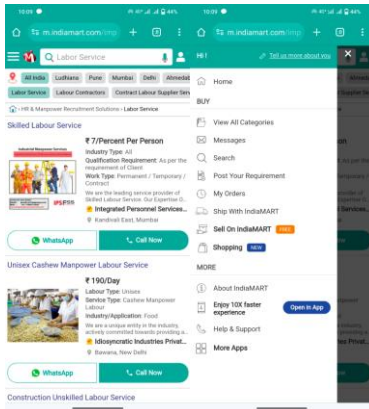 10:09
m.indiamart.com/imp
Labour Service
All India Ludhiana Pune Mumbai Delhi Ahmedab
Labor Service Labour Contractors Contract Labour Supplier Serv
HR & Manpower Recruitment Solutions › Labor Service
Skilled Labour Service
₹ 7/Percent Per Person
Industry Type: All
Qualification Requirement: As per the
requirement of Client
Work Type: Permanent / Temporary /
Contract
We are the leading service provider of
Skilled Labour Service. Our Expertise O..
Integrated Personnel Services...
Kandivali East, Mumbai
IPSPSS
WhatsApp
Call Now
Unisex Cashew Manpower Labour Service
₹ 190/Day
Labour Type: Unisex
Service Type: Cashew Manpower
Labour
Industry/Application: Food
We are a unique entity in the industry,
actively committed towards providing a...
Idiosyncratic Industries Privat...
Bawana, New Delhi
WhatsApp
Call Now
Construction Unskilled Labour Service
10:09
m.indiamart.com/imp
Hi !
Tell us more about you
Home
BUY
View All Categories
Messages
Search
Post Your Requirement
My Orders
Ship With IndiaMART
Sell On IndiaMART FREE
Shopping NEW
MORE
About IndiaMART
Enjoy 10X faster
experience
Open in App
Help & Support
More Apps